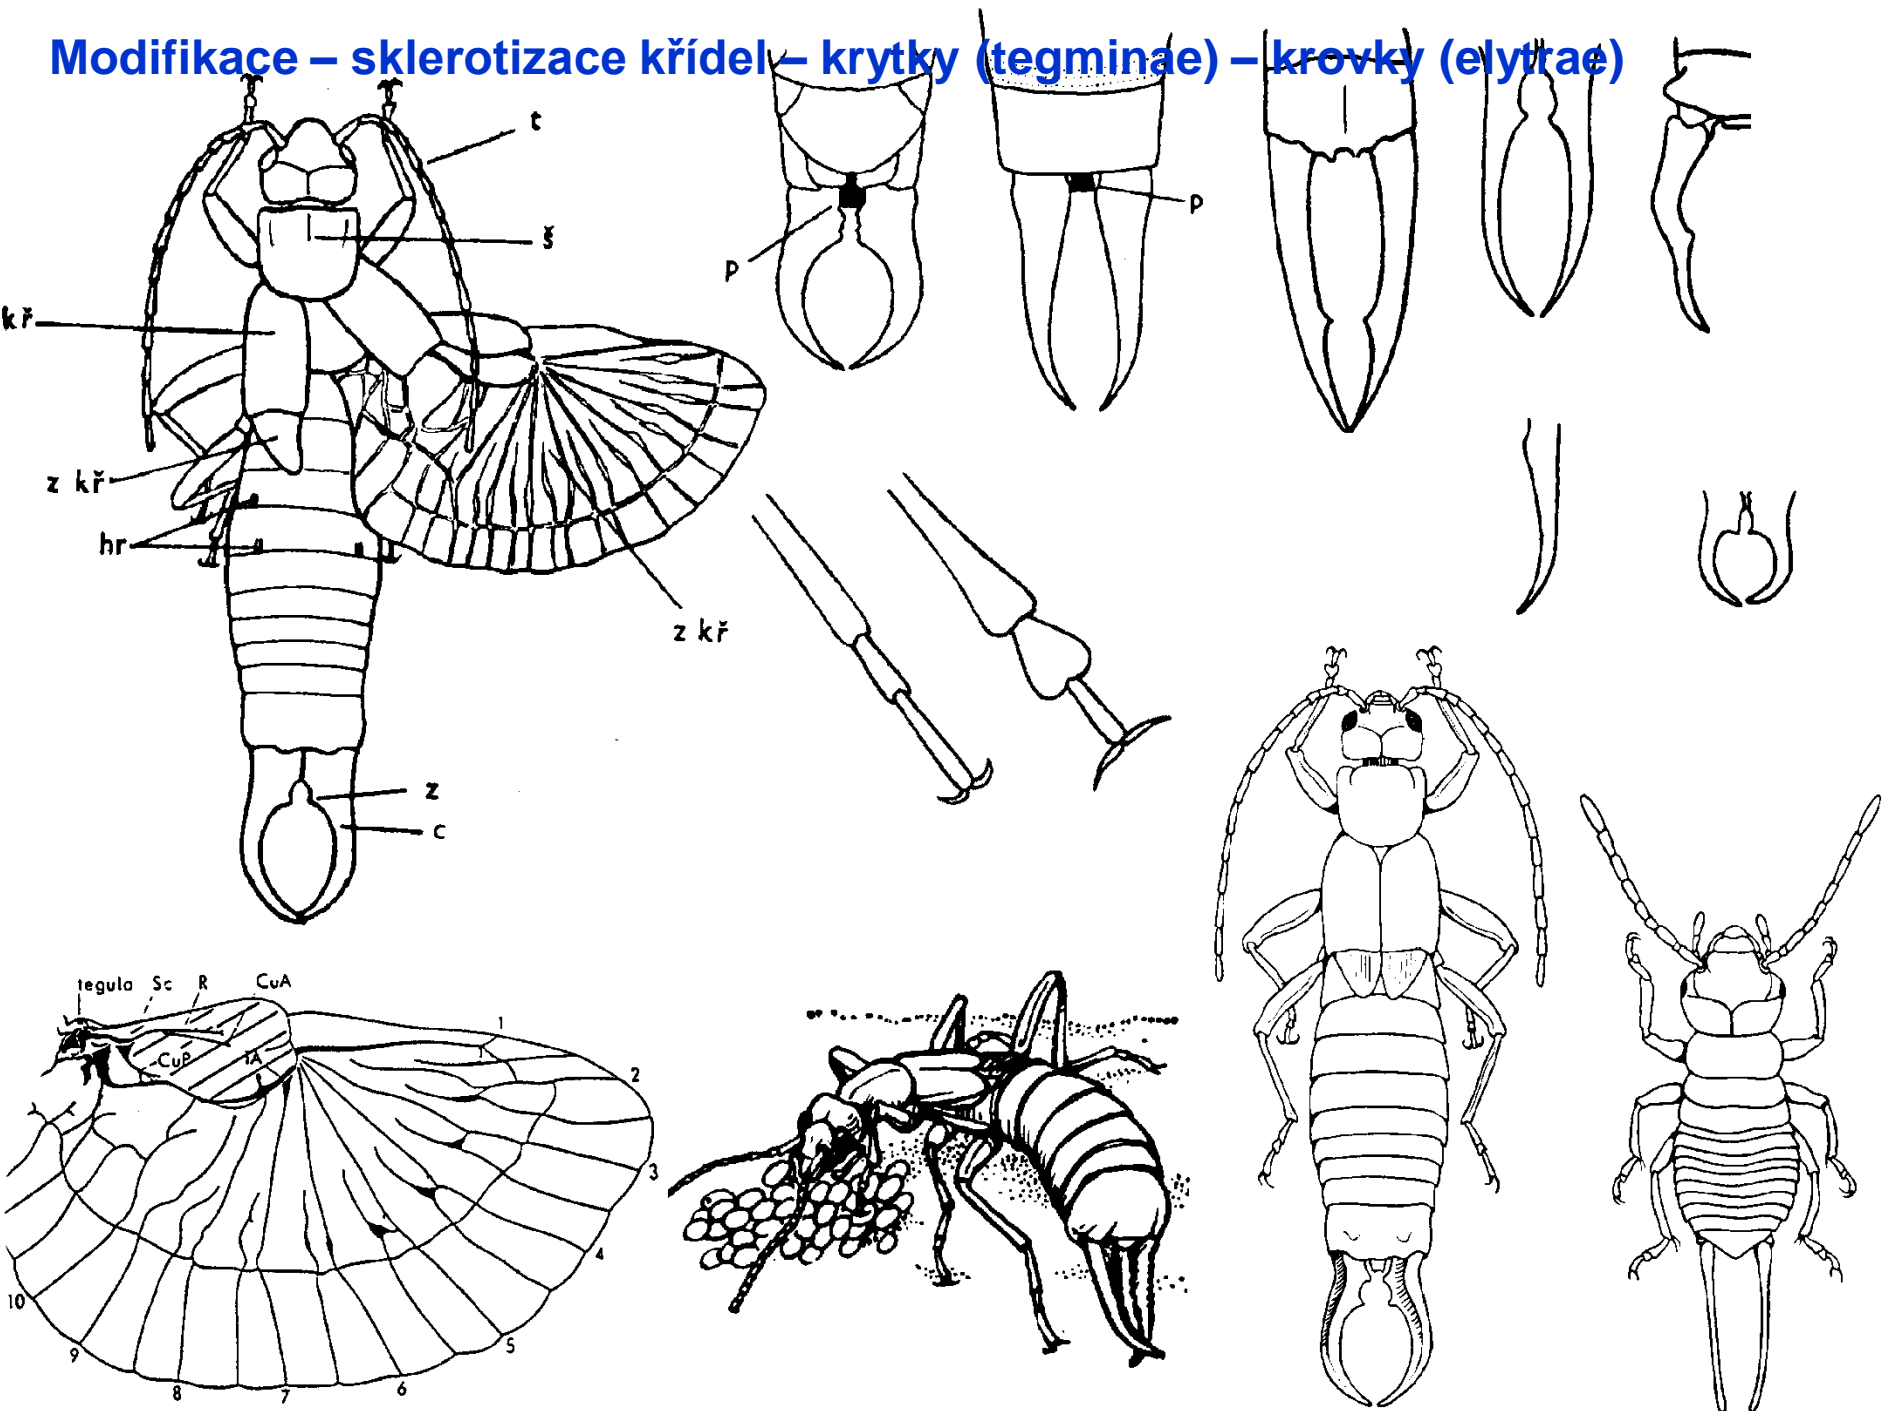 Modifikace – sklerotizace křídel – krytky (tegminae) – krovky (elytrae)
t
š
kř
z kř
hr
z kř
z
c
p
p
tegula Sc R CuA
CuP 1A
1
2
3
4
5
6
7
8
9
10